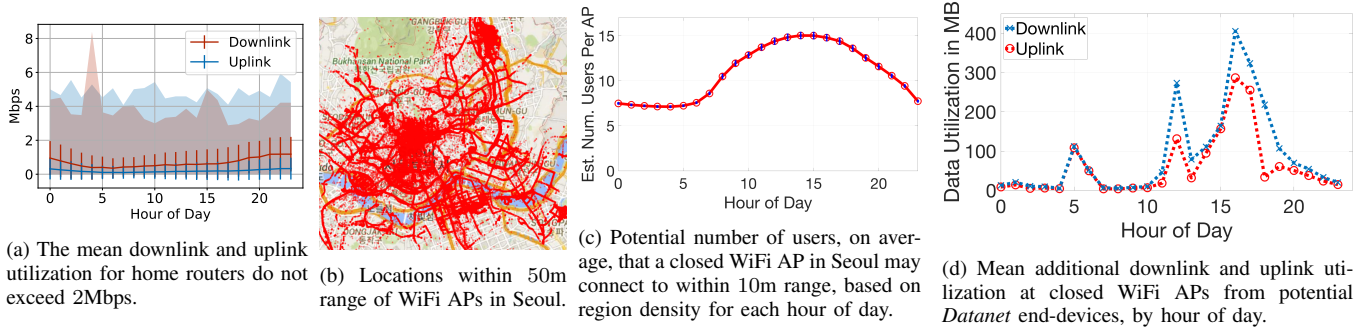 8
6
4
2
0
Mbps
Downlink
Uplink
0 5 10 15 20
Hour of Day
(a) The mean downlink and uplink
utilization for home routers do not
exceed 2Mbps.
GANGBUK-GU
Bukhansan National Park
(b) Locations within 50m
range of WiFi APs in Seoul.
Est. Num. Users Per AP
15
10
5
0
0 5 10 15 20
Hour of Day
(c) Potential number of users, on aver-
age, that a closed WiFi AP in Seoul may
connect to within 10m range, based on
region density for each hour of day.
Data Utilization in MB
400
300
200
100
0
Downlink
Uplink
0 5 10 15 20
Hour of Day
(d) Mean additional downlink and uplink uti-
lization at closed WiFi APs from potential
Datanet end-devices, by hour of day.